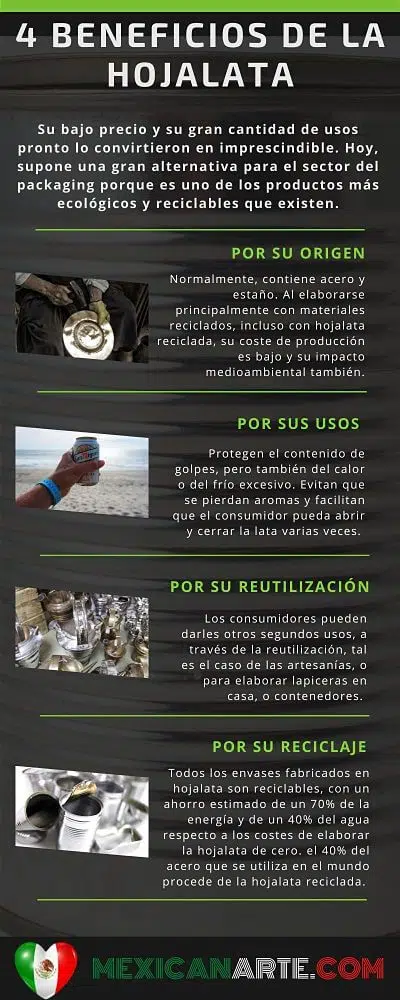 4 BENEFICIOS DE LA
HOJALATA
Su bajo precio y su gran cantidad de usos
pronto lo convirtieron en imprescindible. Hoy,
supone una gran alternativa para el sector del
packaging porque es uno de los productos más
ecológicos y reciclables que existen.
POR SU ORIGEN
Normalmente, contiene acero y
estaño. Al elaborarse
principalmente con materiales
reciclados, incluso con hojalata
reciclada, su coste de producción
es bajo y su impacto
medioambiental también.
POR SUS USOS
Protegen el contenido de
golpes, pero también del calor
o del frío excesivo. Evitan que
se pierdan aromas y facilitan
que el consumidor pueda abrir
y cerrar la lata varias veces.
POR SU REUTILIZACIÓN
Los consumidores pueden
darles otros segundos usos, a
través de la reutilización, tal
es el caso de las artesanías, o
para elaborar lapiceras en
casa, o contenedores.
POR SU RECICLAJE
Todos los envases fabricados en
hojalata son reciclables, con un
ahorro estimado de un 70% de la
energía y de un 40% del agua
respecto a los costes de elaborar
la hojalata de cero. el 40% del
acero que se utiliza en el mundo
procede de la hojalata reciclada.
MEXICANARTE.COM